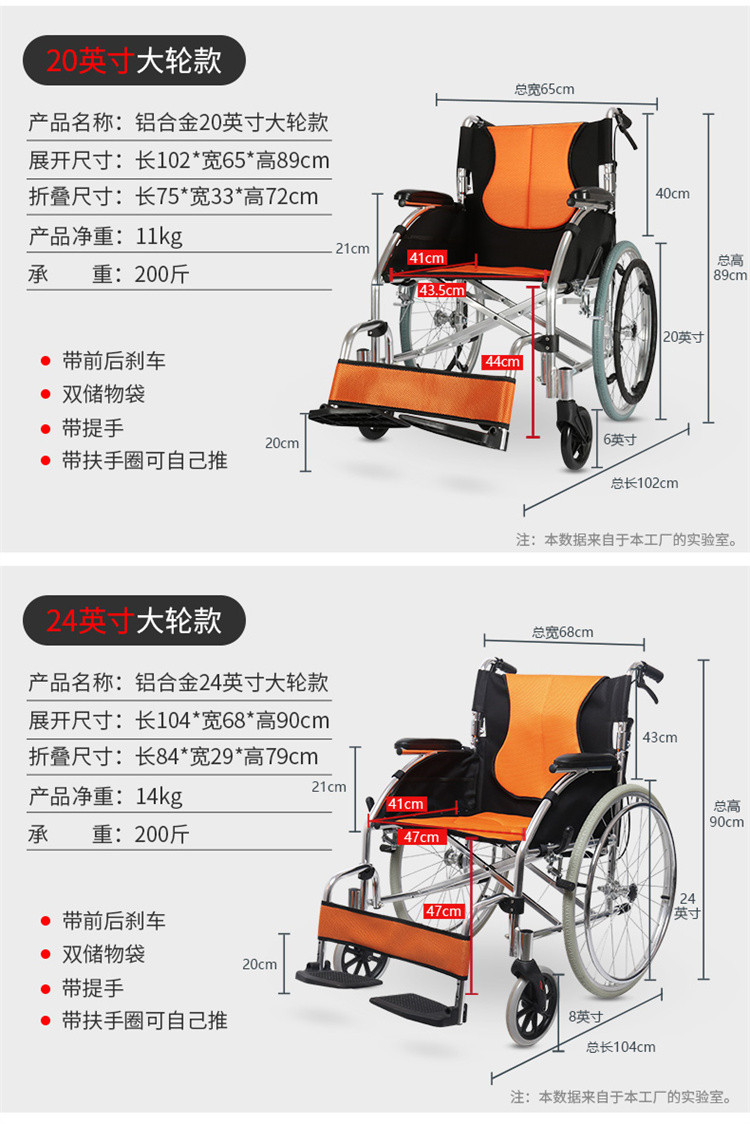 20英寸大轮款
产品名称：铝合金20英寸大轮款
展开尺寸：长102*宽65*高89cm
折叠尺寸：长75*宽33*高72cm
产品净重：11kg
承 重：200斤
带前后刹车
双储物袋
带提手
带扶手圈可自己推
总宽65cm
40cm
总高
89cm
21cm
41cm
43.5cm
20英寸
44cm
20cm
6英寸
总长102cm
注：本数据来自于本工厂的实验室。
24英寸大轮款
产品名称：铝合金24英寸大轮款
展开尺寸：长104*宽68*高90cm
折叠尺寸：长84*宽29*高79cm
产品净重：14kg
承 重：200斤
带前后刹车
双储物袋
带提手
带扶手圈可自己推
总宽68cm
43cm
总高
90cm
21cm
41cm
47cm
47cm
24
英寸
20cm
8英寸
总长104cm
注：本数据来自于本工厂的实验室。